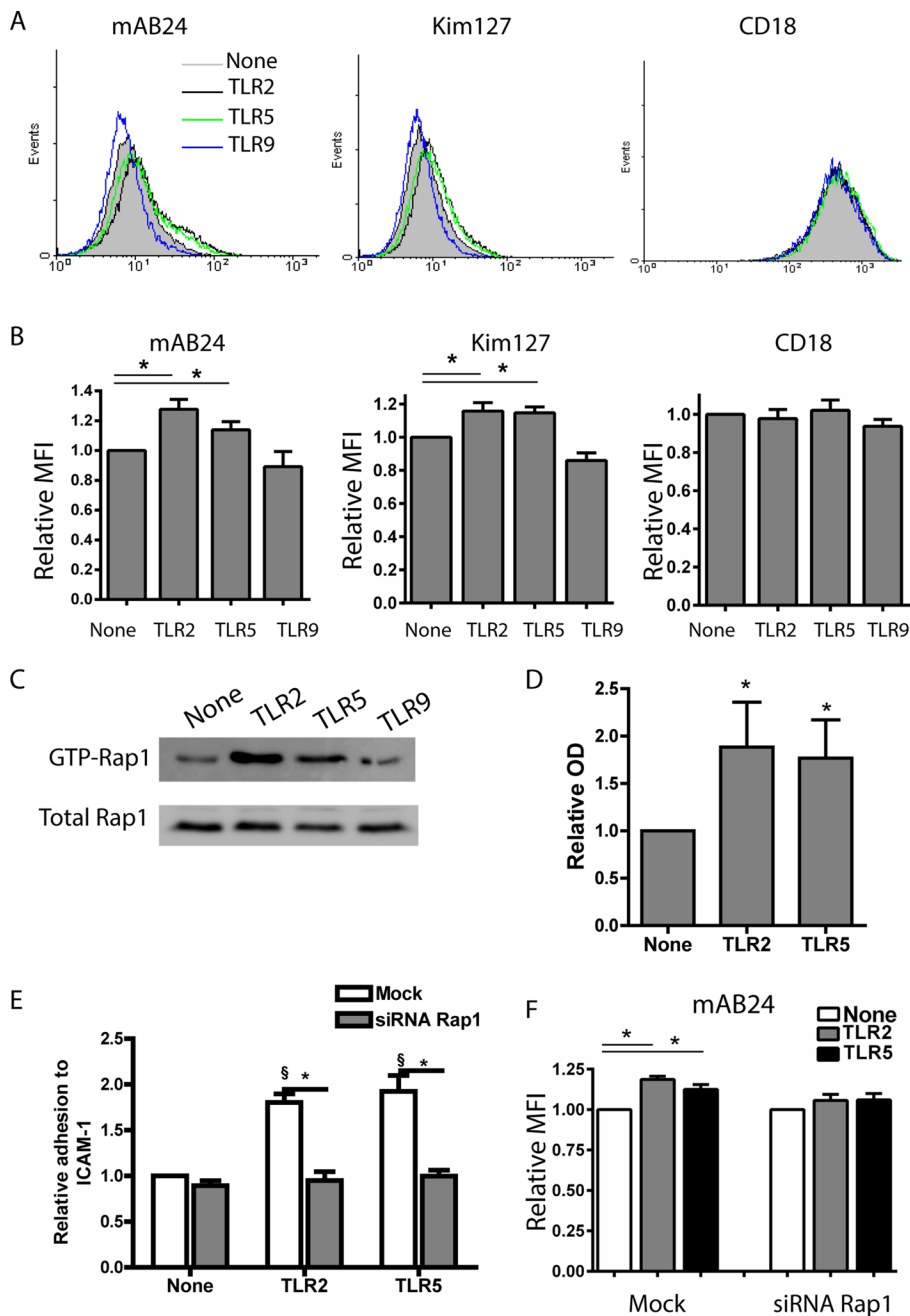 A
mAB24
Kim127
CD18
None
TLR2
TLR5
TLR9
Events
0
10⁰
10¹
10²
10³
Events
0
10⁰
10¹
10²
10³
Events
0
10⁰
10²
10³
B
mAB24
Kim127
CD18
* *
* *
Relative MFI
1.4
1.2
1.0
0.8
0.6
0.4
0.2
0.0
None TLR2 TLR5 TLR9
Relative MFI
1.2
1.0
0.8
0.6
0.4
0.2
0.0
None TLR2 TLR5 TLR9
Relative MFI
1.0
0.8
0.6
0.4
0.2
0.0
None TLR2 TLR5 TLR9
C
None TLR2 TLR5 TLR9
GTP-Rap1
Total Rap1
D
Relative OD
2.5
2.0
1.5
1.0
0.5
0.0
* *
None TLR2 TLR5
E
Mock
siRNA Rap1
Relative adhesion to
ICAM-1
2.5
2.0
1.5
1.0
0.5
0.0
§ * § *
None TLR2 TLR5
F
mAB24
None
TLR2
TLR5
* *
Relative MFI
1.25
1.00
0.75
0.50
0.25
0.00
Mock siRNA Rap1